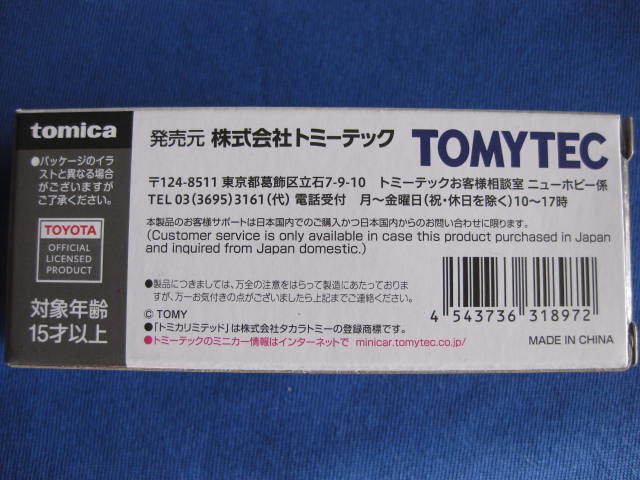 tomica
●パッケージのイラ
ストと異なる場合
がございますが
ご了承ください。
TOYOTA
OFFICIAL
LICENSED
PRODUCT
対象年齢
15才以上
発売元 株式会社トミーテック TOMYTEC
〒124-8511 東京都葛飾区立石7-9-10 トミーテックお客様相談室 ニューホビー係
TEL 03(3695)3161(代) 電話受付 月〜金曜日(祝・休日を除く)10〜17時
本製品のお客様サポートは日本国内でのご購入かつ日本国内からのお問い合わせに限ります。
(Customer service is only available in case this product purchased in Japan
and inquired from Japan domestic.)
●製品につきましては、万全の注意をはらって製造にあたっておりま
すが、万一お気付きの点がございましたら上記までご連絡ください。
© TOMY
●「トミカリミテッド」は株式会社タカラトミーの登録商標です。
●トミーテックのミニカー情報はインターネットで minicar.tomytec.co.jp/
4 543736 318972
MADE IN CHINA